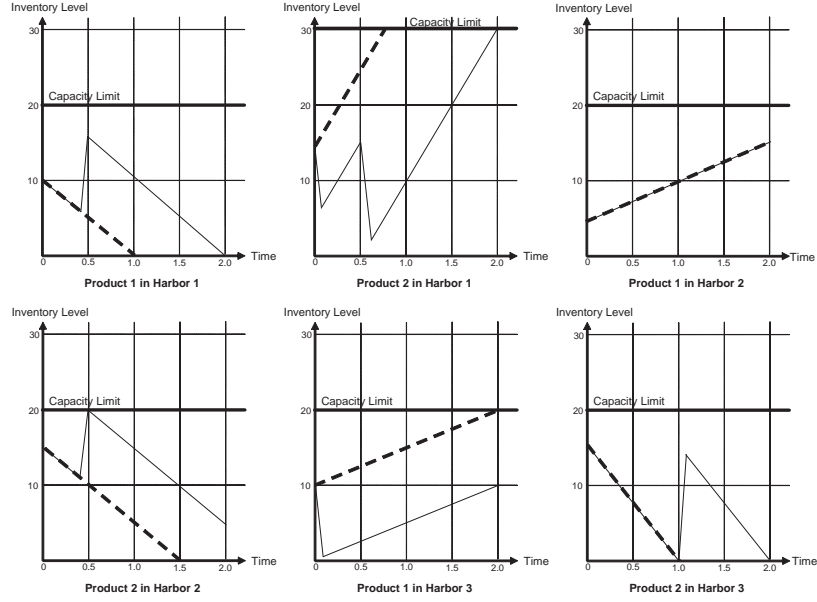 Inventory Level
Capacity Limit
30
20
10
0
0.5
1.0
1.5
2.0
Time
Product 1 in Harbor 1
Inventory Level
Capacity Limit
30
20
10
0
0.5
1.0
1.5
2.0
Time
Product 2 in Harbor 1
Inventory Level
Capacity Limit
30
20
10
0
0.5
1.0
1.5
2.0
Time
Product 1 in Harbor 2
Inventory Level
Capacity Limit
30
20
10
0
0.5
1.0
1.5
2.0
Time
Product 2 in Harbor 2
Inventory Level
Capacity Limit
30
20
10
0
0.5
1.0
1.5
2.0
Time
Product 1 in Harbor 3
Inventory Level
Capacity Limit
30
20
10
0
0.5
1.0
1.5
2.0
Time
Product 2 in Harbor 3